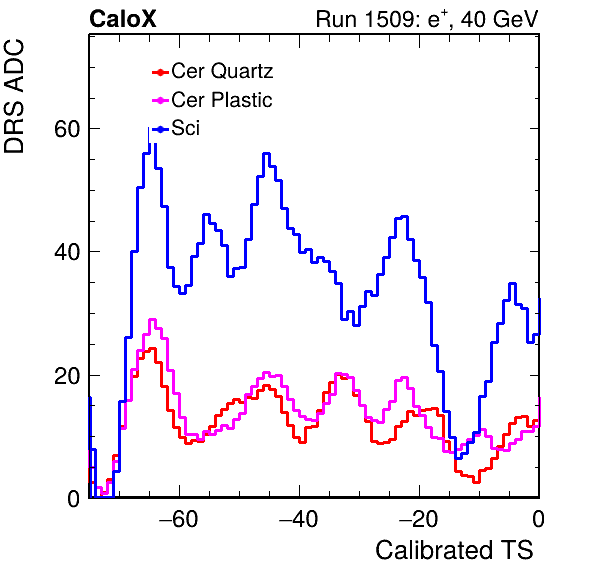 CaloX
Run 1509: e⁺, 40 GeV
DRS ADC
Cer Quartz
Cer Plastic
Sci
60
40
20
0
−60
−40
−20
0
Calibrated TS